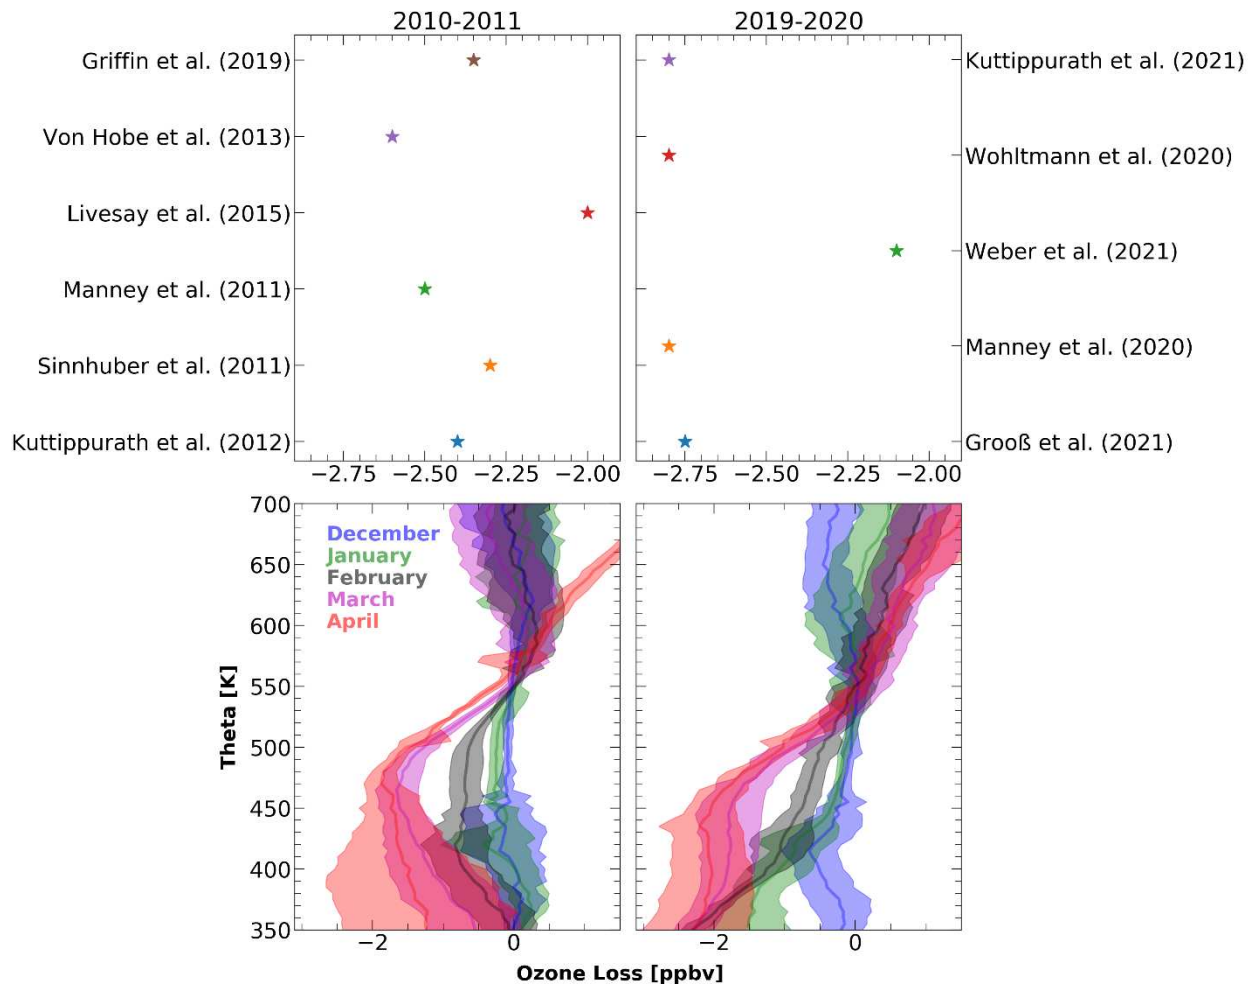 2010-2011
2019-2020
Griffin et al. (2019)
Von Hobe et al. (2013)
Livesay et al. (2015)
Manney et al. (2011)
Sinnhuber et al. (2011)
Kuttippurath et al. (2012)
Kuttippurath et al. (2021)
Wohltmann et al. (2020)
Weber et al. (2021)
Manney et al. (2020)
Grooß et al. (2021)
−2.75 −2.50 −2.25 −2.00
−2.75 −2.50 −2.25 −2.00
December
January
February
March
April
Theta [K]
700
650
600
550
500
450
400
350
−2 0
−2 0
Ozone Loss [ppbv]